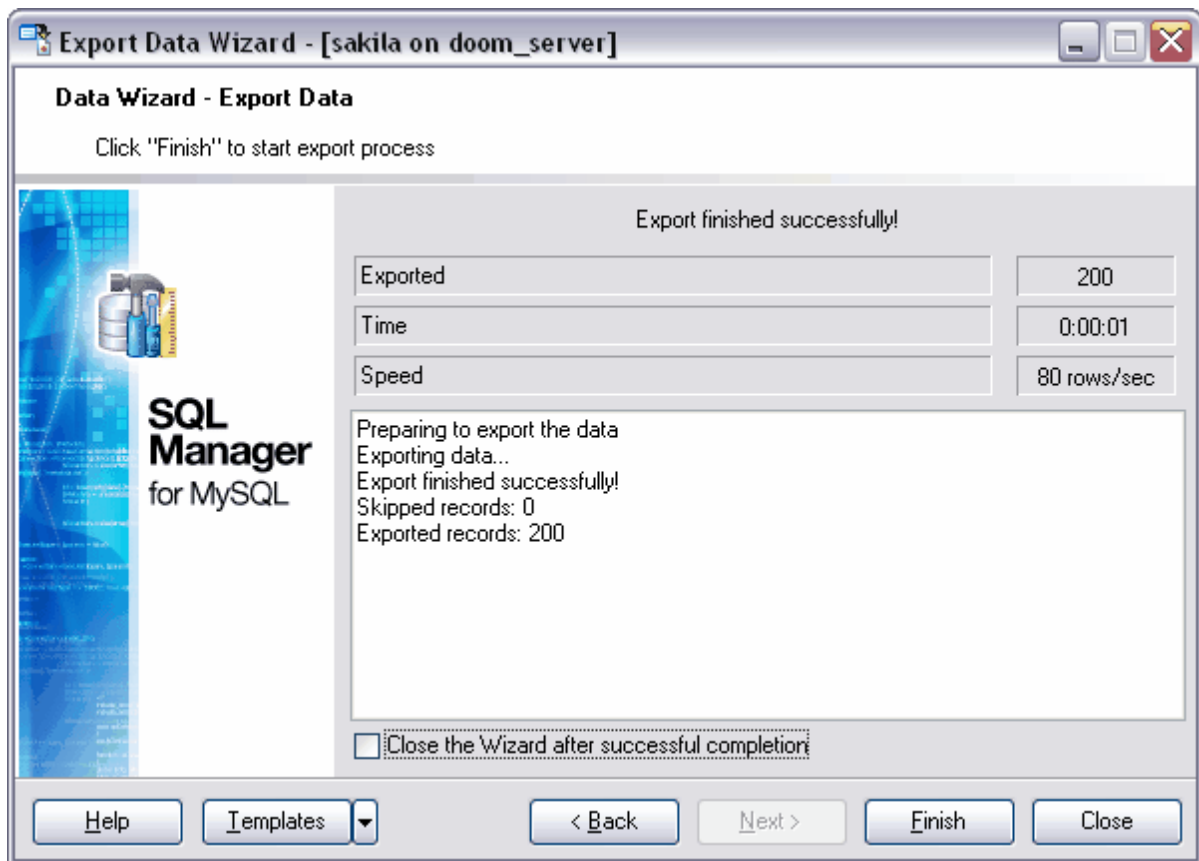 Export Data Wizard - [sakila on doom_server]
Data Wizard - Export Data
Click "Finish" to start export process
Export finished successfully!
Exported 200
Time 0:00:01
Speed 80 rows/sec
SQL
Manager
for MySQL
Preparing to export the data
Exporting data...
Export finished successfully!
Skipped records: 0
Exported records: 200
Close the Wizard after successful completion
Help Templates < Back Next > Finish Close